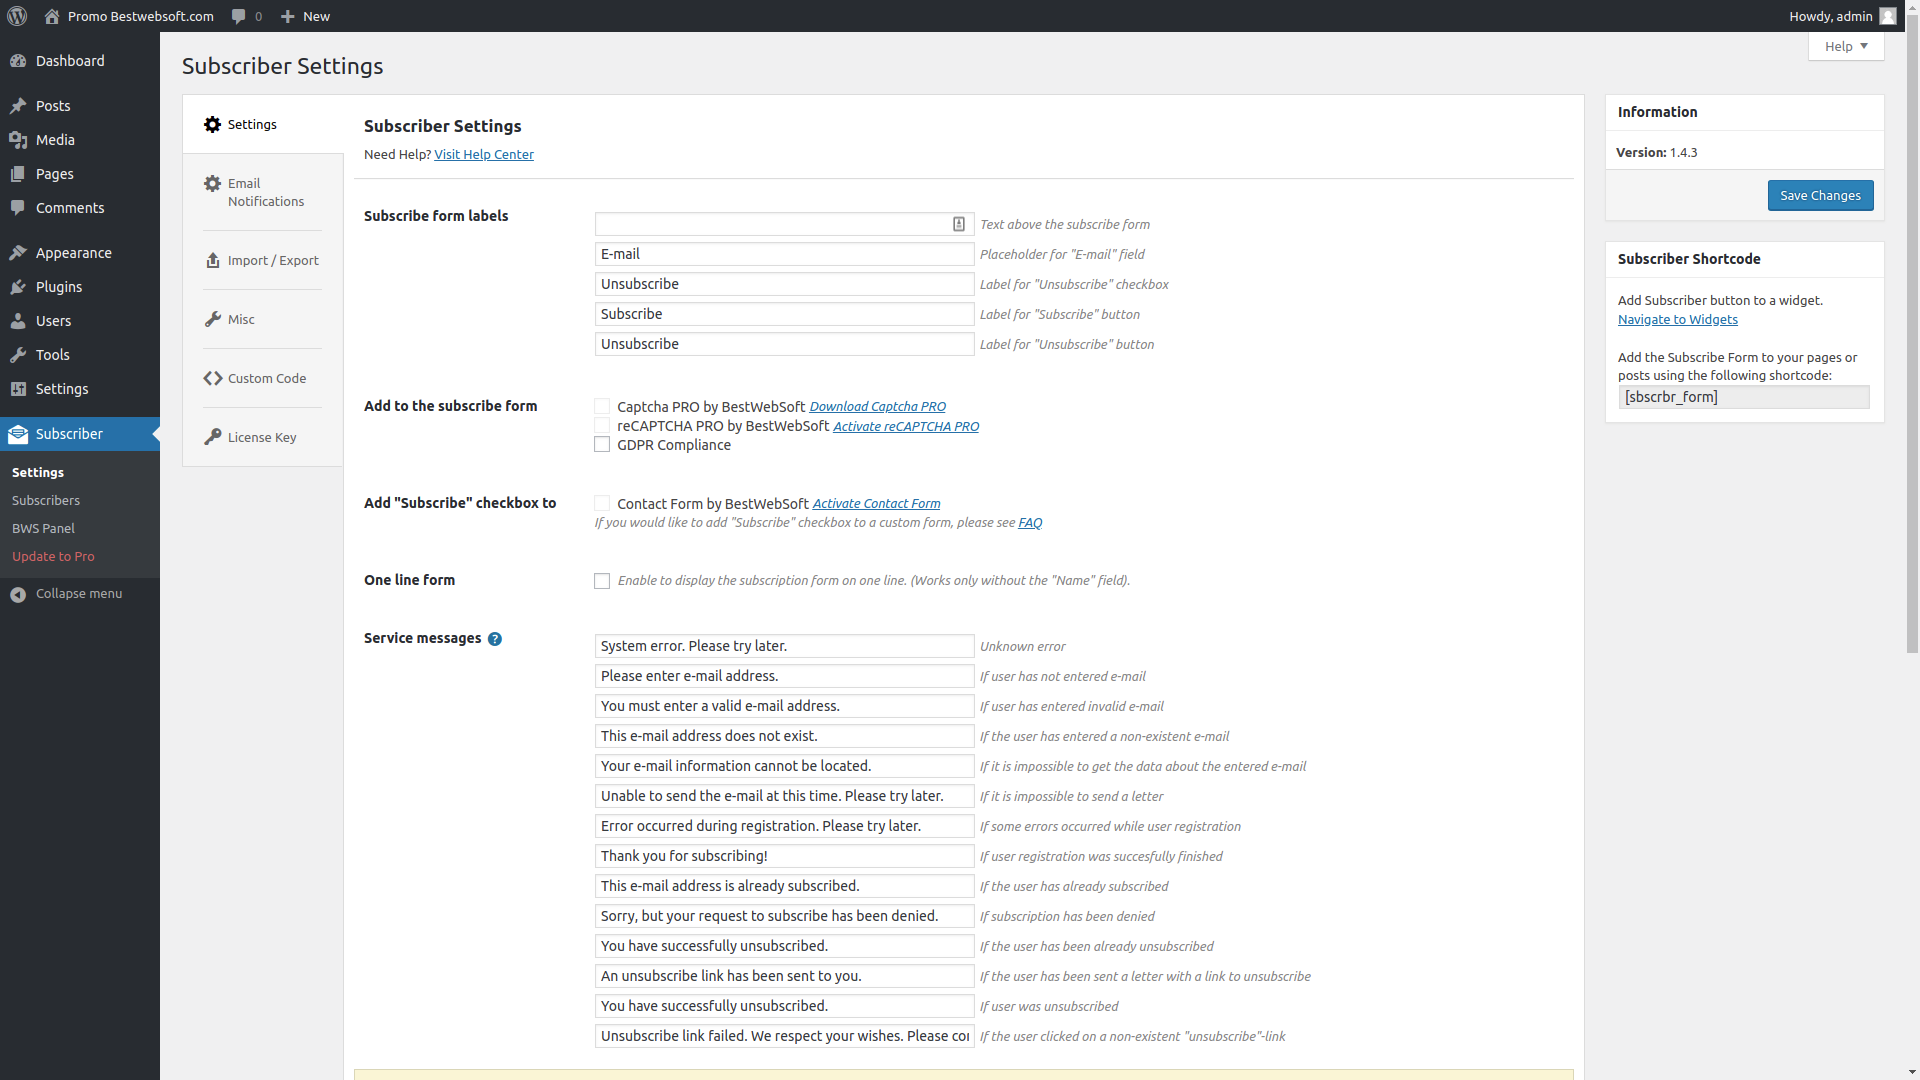 Promo Bestwebsoft.com
0
New
Howdy, admin
Help
Dashboard
Posts
Media
Pages
Comments
Appearance
Plugins
Users
Tools
Settings
Subscriber
Settings
Subscribers
BWS Panel
Update to Pro
Collapse menu
Subscriber Settings
Settings
Email
Notifications
Import / Export
Misc
Custom Code
License Key
Subscriber Settings
Need Help? Visit Help Center
Subscribe form labels
Text above the subscribe form
E-mail Placeholder for "E-mail" field
Unsubscribe Label for "Unsubscribe" checkbox
Subscribe Label for "Subscribe" button
Unsubscribe Label for "Unsubscribe" button
Add to the subscribe form
Captcha PRO by BestWebSoft Download Captcha PRO
reCAPTCHA PRO by BestWebSoft Activate reCAPTCHA PRO
GDPR Compliance
Add "Subscribe" checkbox to
Contact Form by BestWebSoft Activate Contact Form
If you would like to add "Subscribe" checkbox to a custom form, please see FAQ
One line form
Enable to display the subscription form on one line. (Works only without the "Name" field).
Service messages ?
System error. Please try later. Unknown error
Please enter e-mail address. If user has not entered e-mail
You must enter a valid e-mail address. If user has entered invalid e-mail
This e-mail address does not exist. If the user has entered a non-existent e-mail
Your e-mail information cannot be located. If it is impossible to get the data about the entered e-mail
Unable to send the e-mail at this time. Please try later. If it is impossible to send a letter
Error occurred during registration. Please try later. If some errors occurred while user registration
Thank you for subscribing! If user registration was succesfully finished
This e-mail address is already subscribed. If the user has already subscribed
Sorry, but your request to subscribe has been denied. If subscription has been denied
You have successfully unsubscribed. If the user has been already unsubscribed
An unsubscribe link has been sent to you. If the user has been sent a letter with a link to unsubscribe
You have successfully unsubscribed. If user was unsubscribed
Unsubscribe link failed. We respect your wishes. Please co If the user clicked on a non-existent "unsubscribe"-link
Information
Version: 1.4.3
Save Changes
Subscriber Shortcode
Add Subscriber button to a widget.
Navigate to Widgets
Add the Subscribe Form to your pages or
posts using the following shortcode:
[sbscrbr_form]